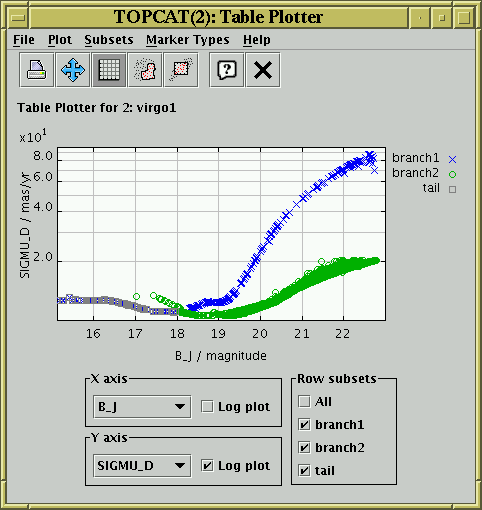 TOPCAT(2): Table Plotter
File Plot Subsets Marker Types Help
Table Plotter for 2: virgo1
x10¹
8.0
6.0
4.0
2.0
SIGMU_D / mas/yr
branch1
branch2
tail
16 17 18 19 20 21 22
B_J / magnitude
X axis
B_J Log plot
Y axis
SIGMU_D Log plot
Row subsets
All
branch1
branch2
tail